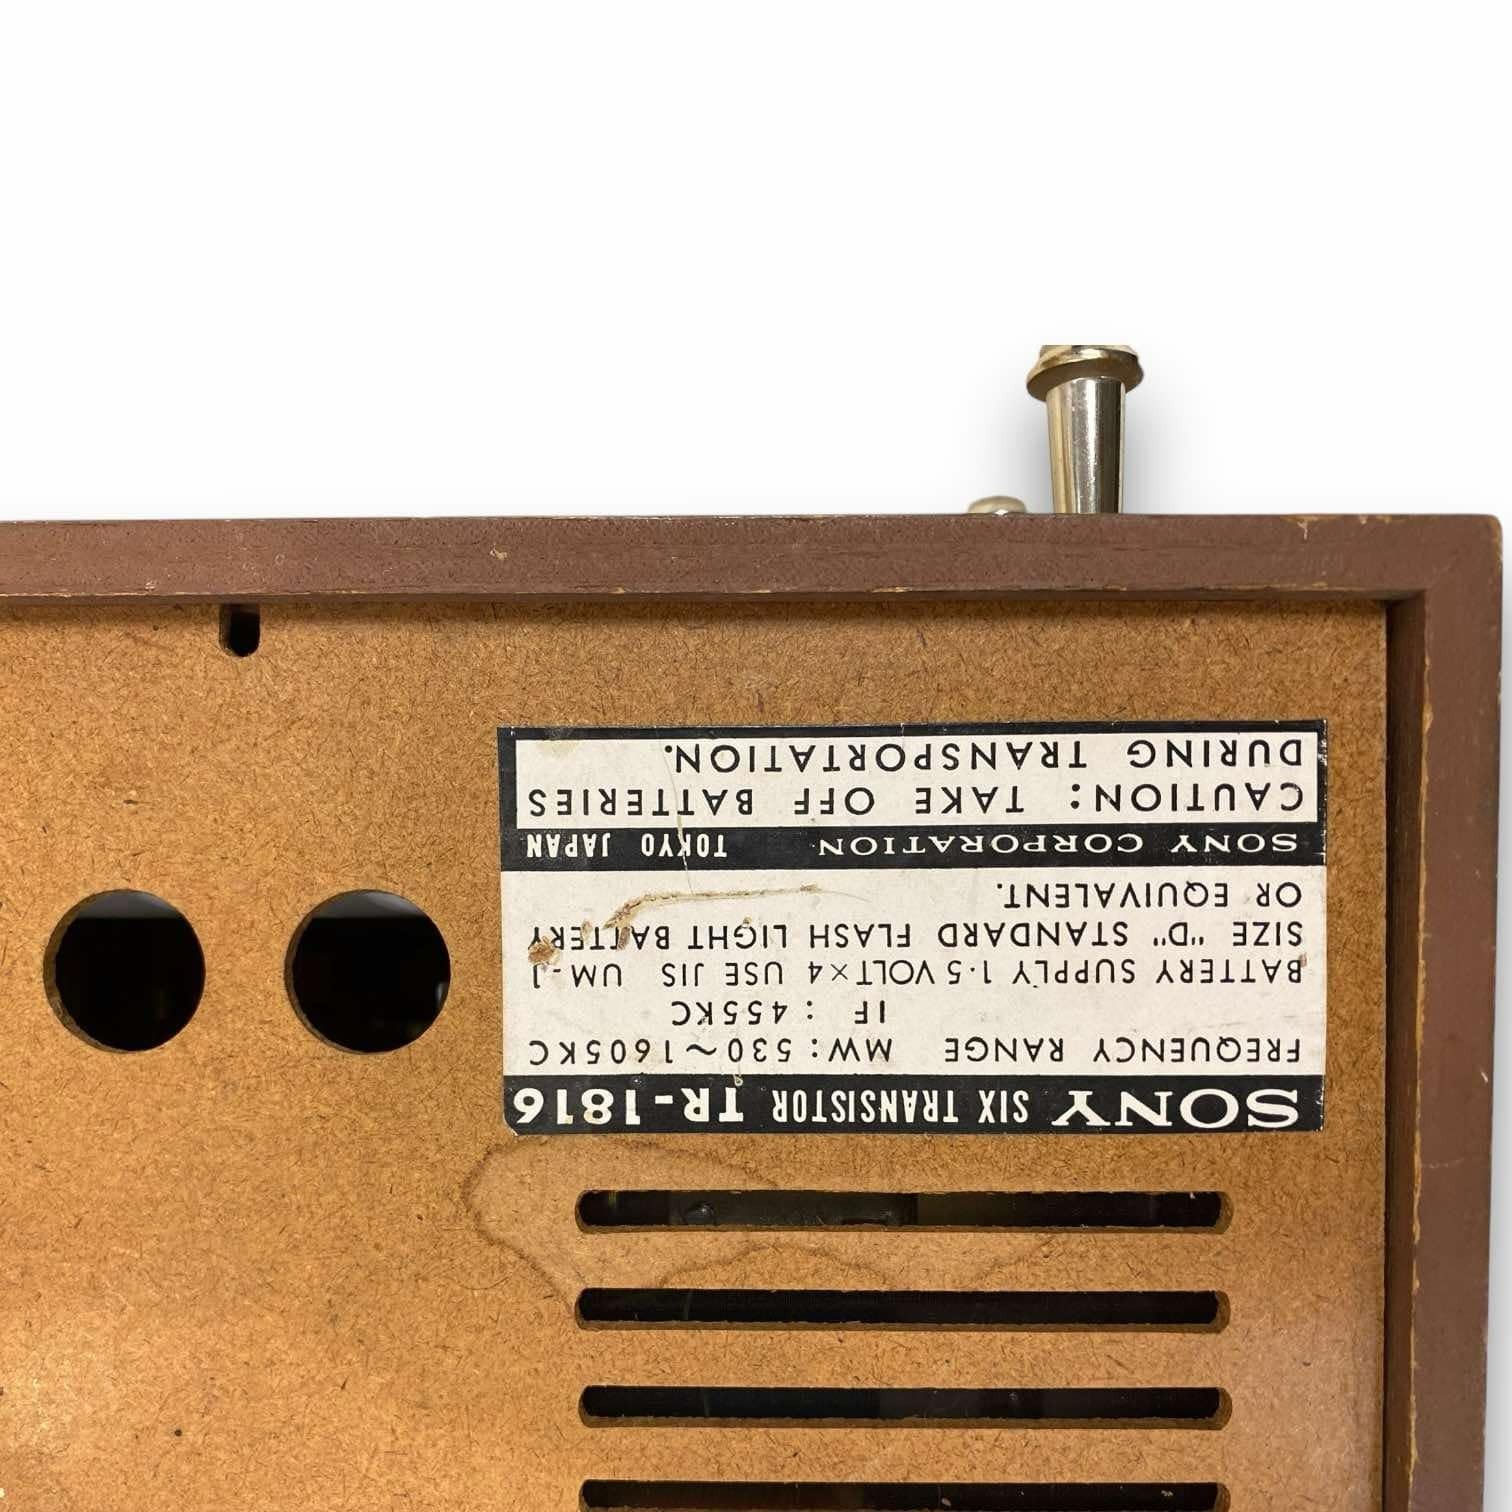 SONY SIX TRANSISTOR TR-1816
FREQUENCY RANGE MW: 530~1605KC
IF : 455KC
BATTERY SUPPLY 1.5 VOLT×4 USE JIS UM-1
SIZE "D" STANDARD FLASH LIGHT BATTERY
OR EQUIVALENT.
SONY CORPORATION TOKYO JAPAN
CAUTION: TAKE OFF BATTERIES
DURING TRANSPORTATION.